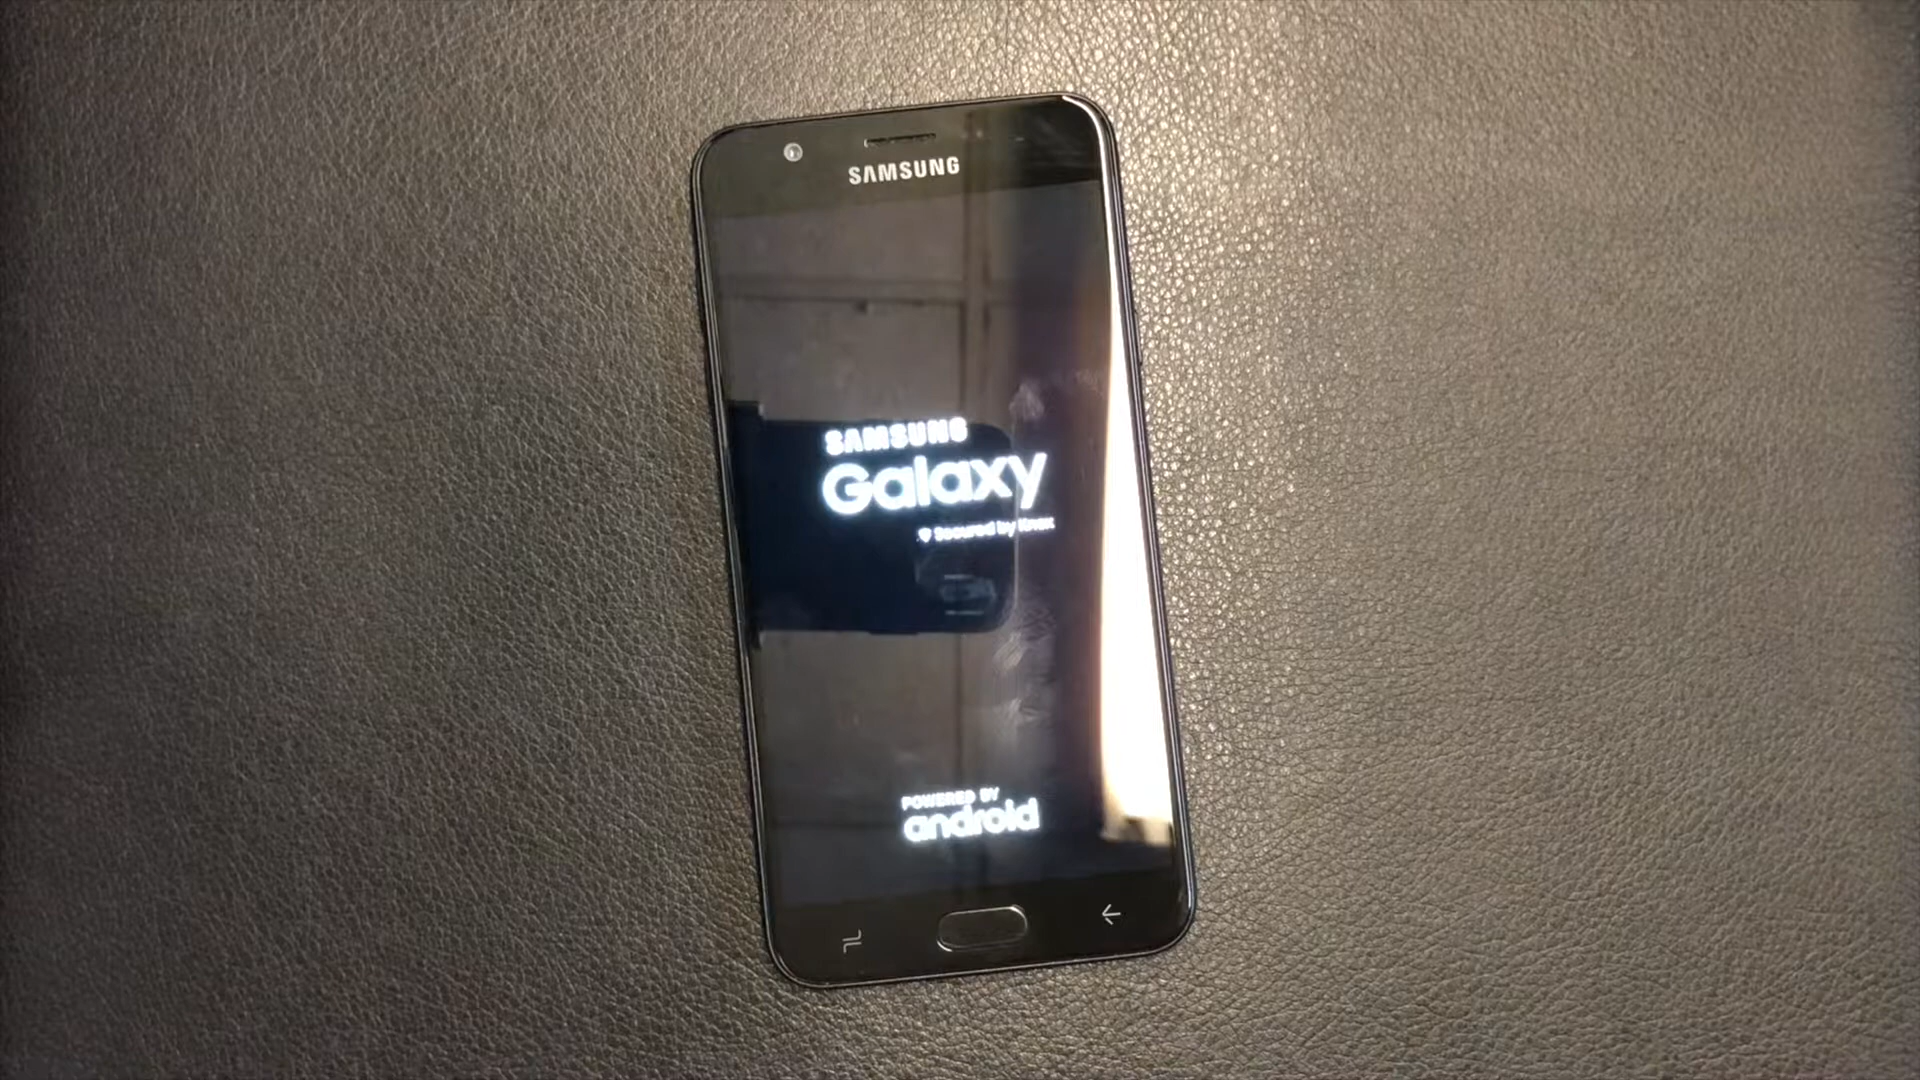 SAMSUNG
SAMSUNG
Galaxy
Secured by Knox
POWERED BY
android